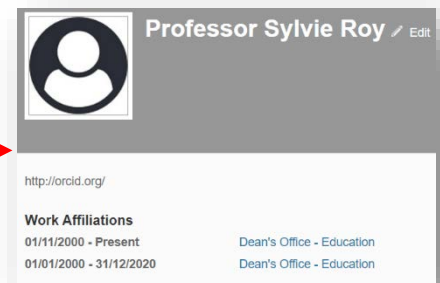 Professor Sylvie Roy Edit
http://orcid.org/
Work Affiliations
01/11/2000 - Present Dean's Office - Education
01/01/2000 - 31/12/2020 Dean's Office - Education